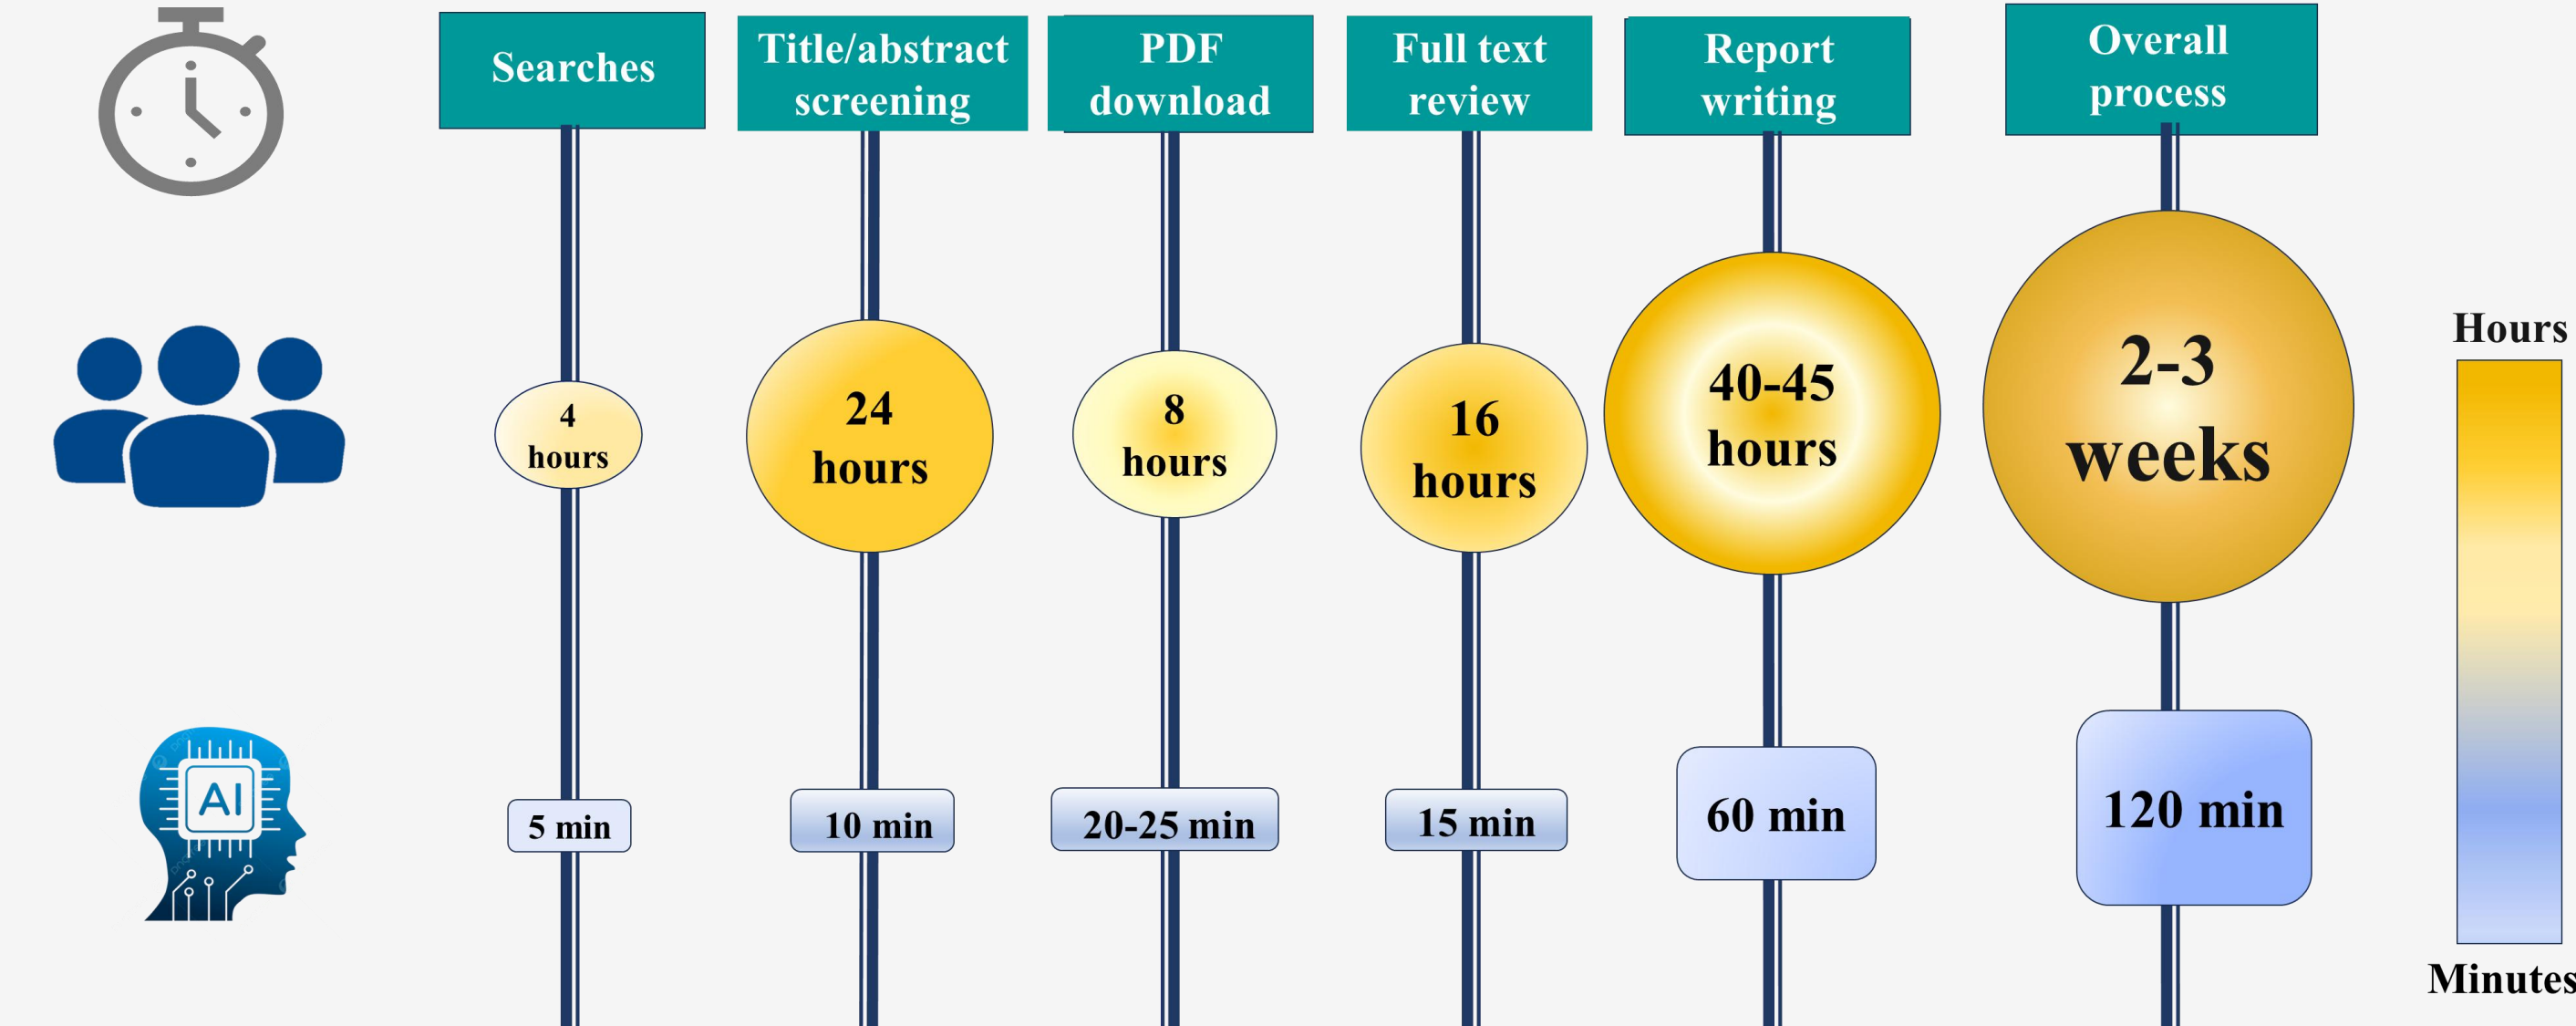 Searches
Title/abstract
screening
PDF
download
Full text
review
Report
writing
Overall
process
Hours
4
hours
24
hours
8
hours
16
hours
40-45
hours
2-3
weeks
AI
5 min
10 min
20-25 min
15 min
60 min
120 min
Minutes